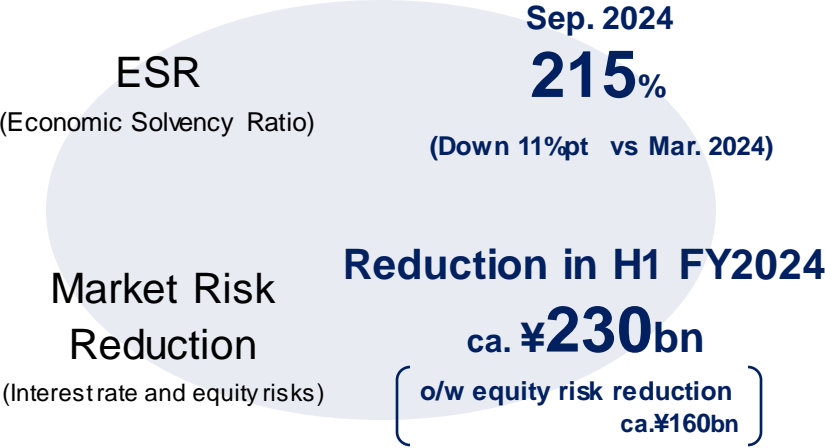 ESR
(Economic Solvency Ratio)
Sep. 2024
215%
(Down 11%pt vs Mar. 2024)
Market Risk
Reduction
(Interest rate and equity risks)
Reduction in H1 FY2024
ca. ¥230bn
o/w equity risk reduction
ca.¥160bn